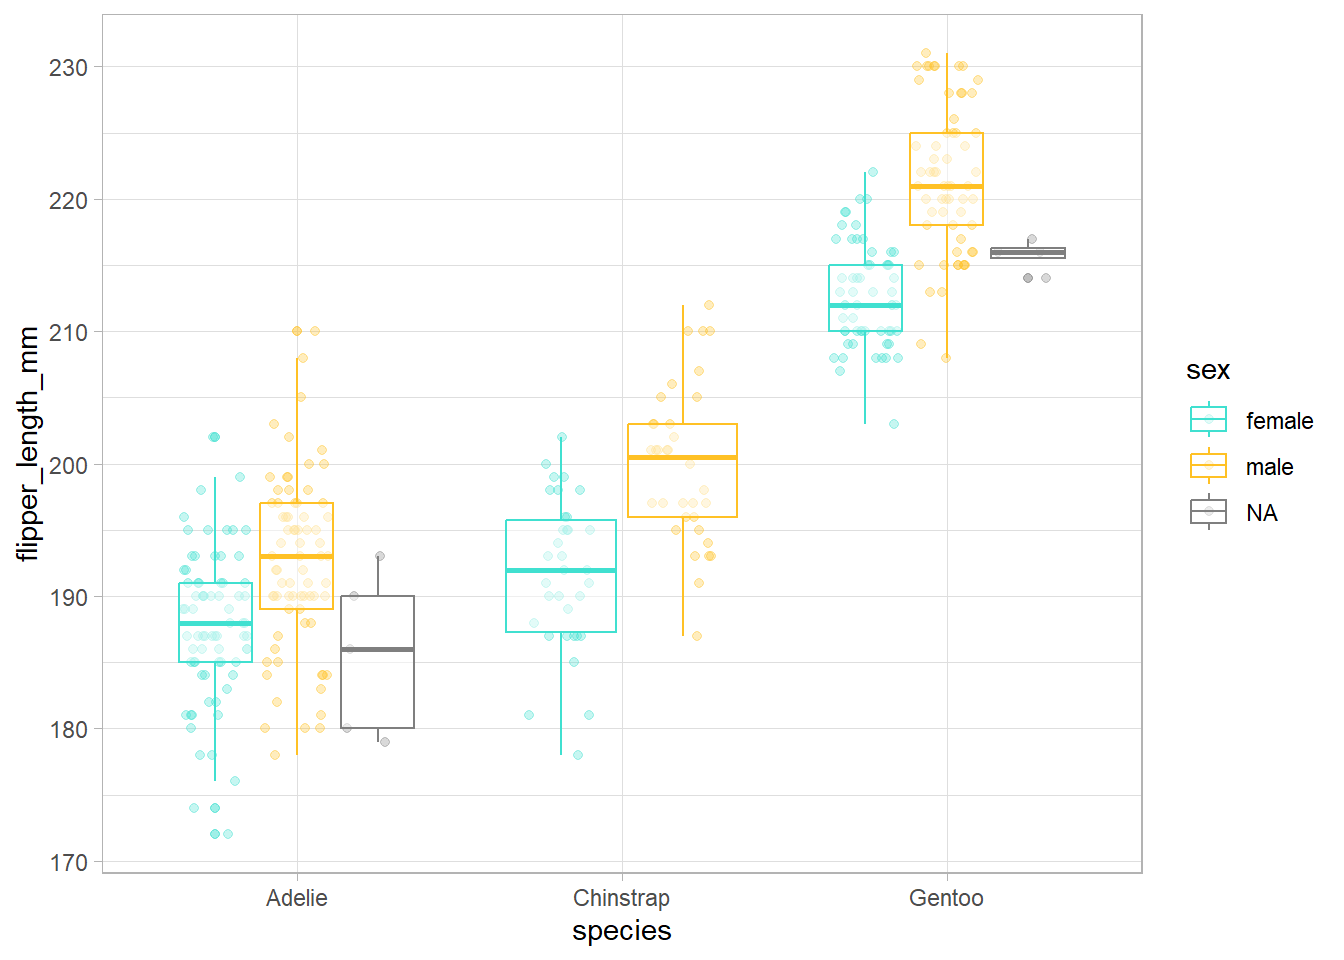 230
220
210
200
190
180
170
flipper_length_mm
Adelie
Chinstrap
Gentoo
species
sex
female
male
NA